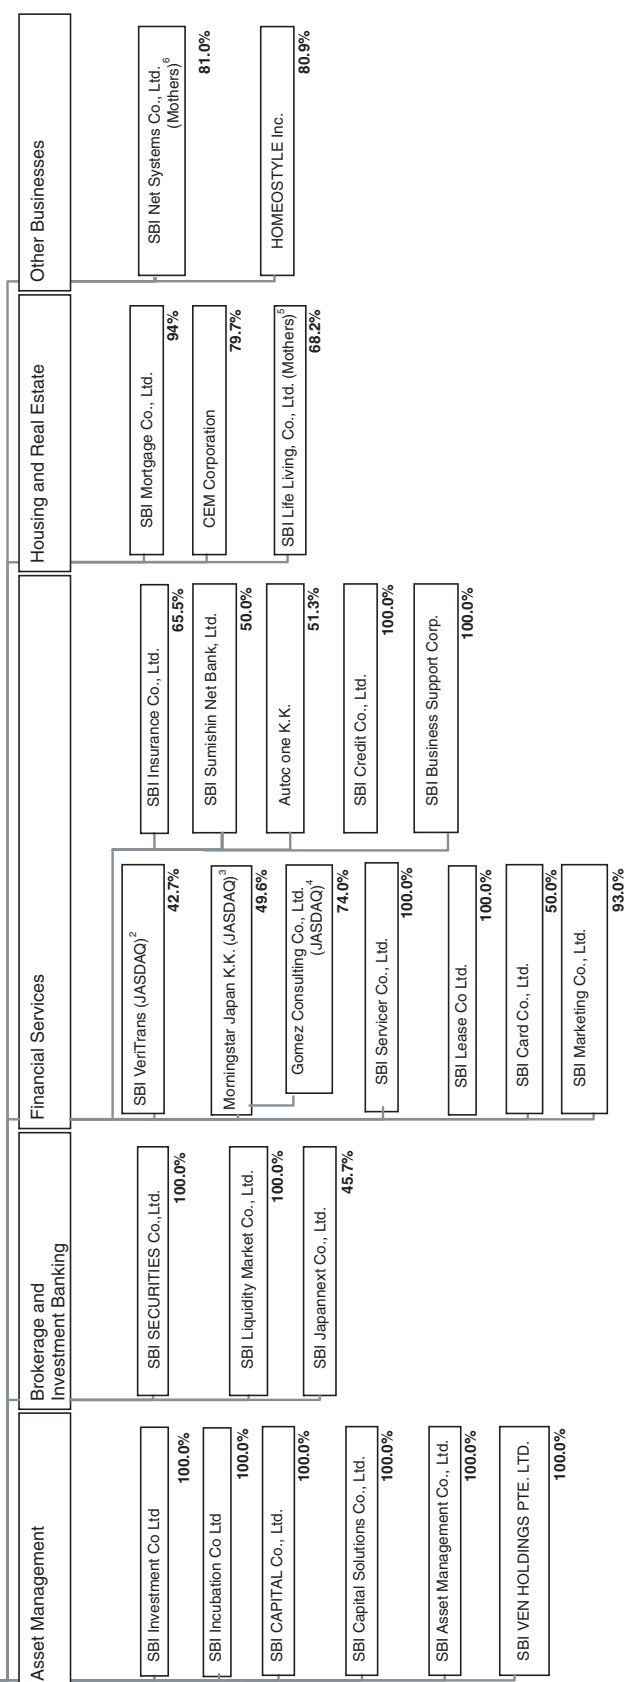 Asset Management
SBI Investment Co Ltd
100.0%
SBI Incubation Co Ltd
100.0%
SBI CAPITAL Co., Ltd.
100.0%
SBI Capital Solutions Co., Ltd.
100.0%
SBI Asset Management Co., Ltd.
100.0%
SBI VEN HOLDINGS PTE. LTD.
100.0%
Brokerage and
Investment Banking
SBI SECURITIES Co.,Ltd.
100.0%
SBI Liquidity Market Co., Ltd.
100.0%
SBI Japannext Co., Ltd.
45.7%
Financial Services
SBI VeriTrans (JASDAQ)2
42.7%
Morningstar Japan K.K. (JASDAQ)3
49.6%
Gomez Consulting Co., Ltd.
(JASDAQ)4
74.0%
SBI Servicer Co., Ltd.
100.0%
SBI Lease Co Ltd.
100.0%
SBI Card Co., Ltd.
50.0%
SBI Marketing Co., Ltd.
93.0%
SBI Insurance Co., Ltd.
65.5%
SBI Sumishin Net Bank, Ltd.
50.0%
Autoc one K.K.
51.3%
SBI Credit Co., Ltd.
100.0%
SBI Business Support Corp.
100.0%
Housing and Real Estate
SBI Mortgage Co., Ltd.
94%
CEM Corporation
79.7%
SBI Life Living, Co., Ltd. (Mothers)5
68.2%
Other Businesses
SBI Net Systems Co., Ltd.
(Mothers)6
81.0%
HOMEOSTYLE Inc.
80.9%